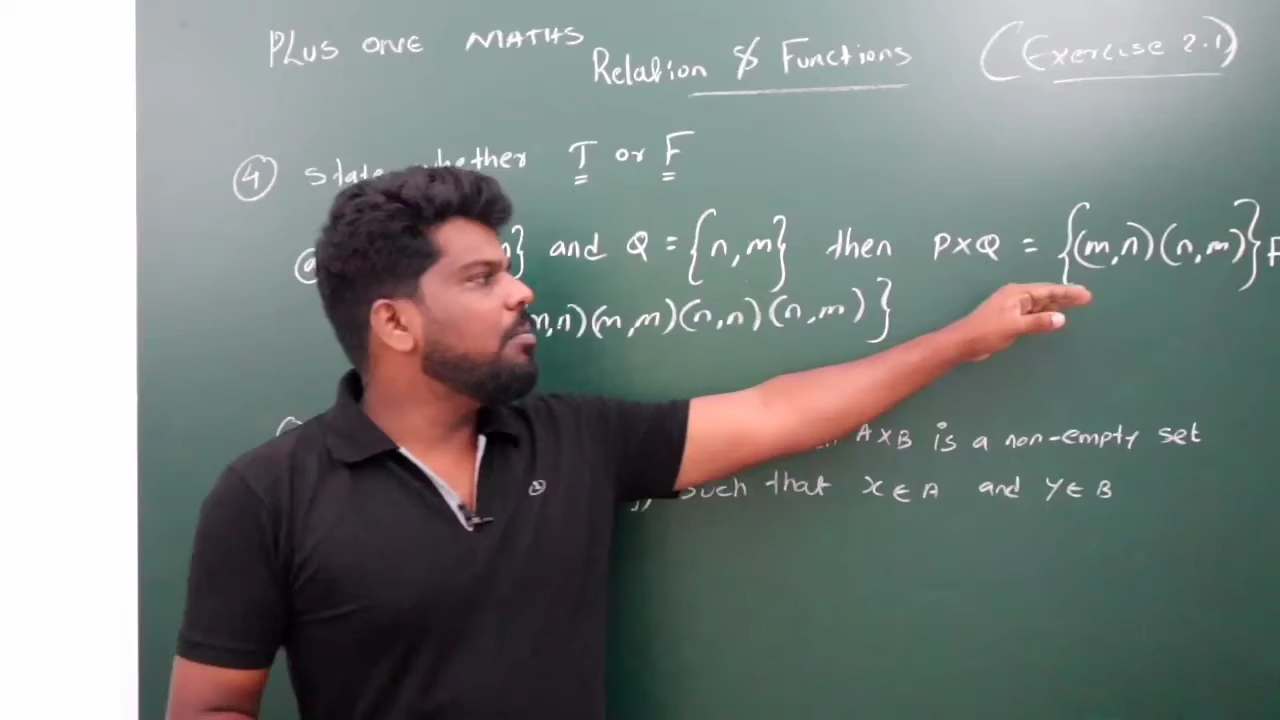 PLUS ONE MATHS
Relation & Functions
(Exercise 2.1)
④ State whether T or F
and Q = {n,m} then P×Q = {(m,n)(n,m)} F
,n)(m,m)(n,n)(n,m)}
A×B is a non-empty set
such that x∈A and y∈B